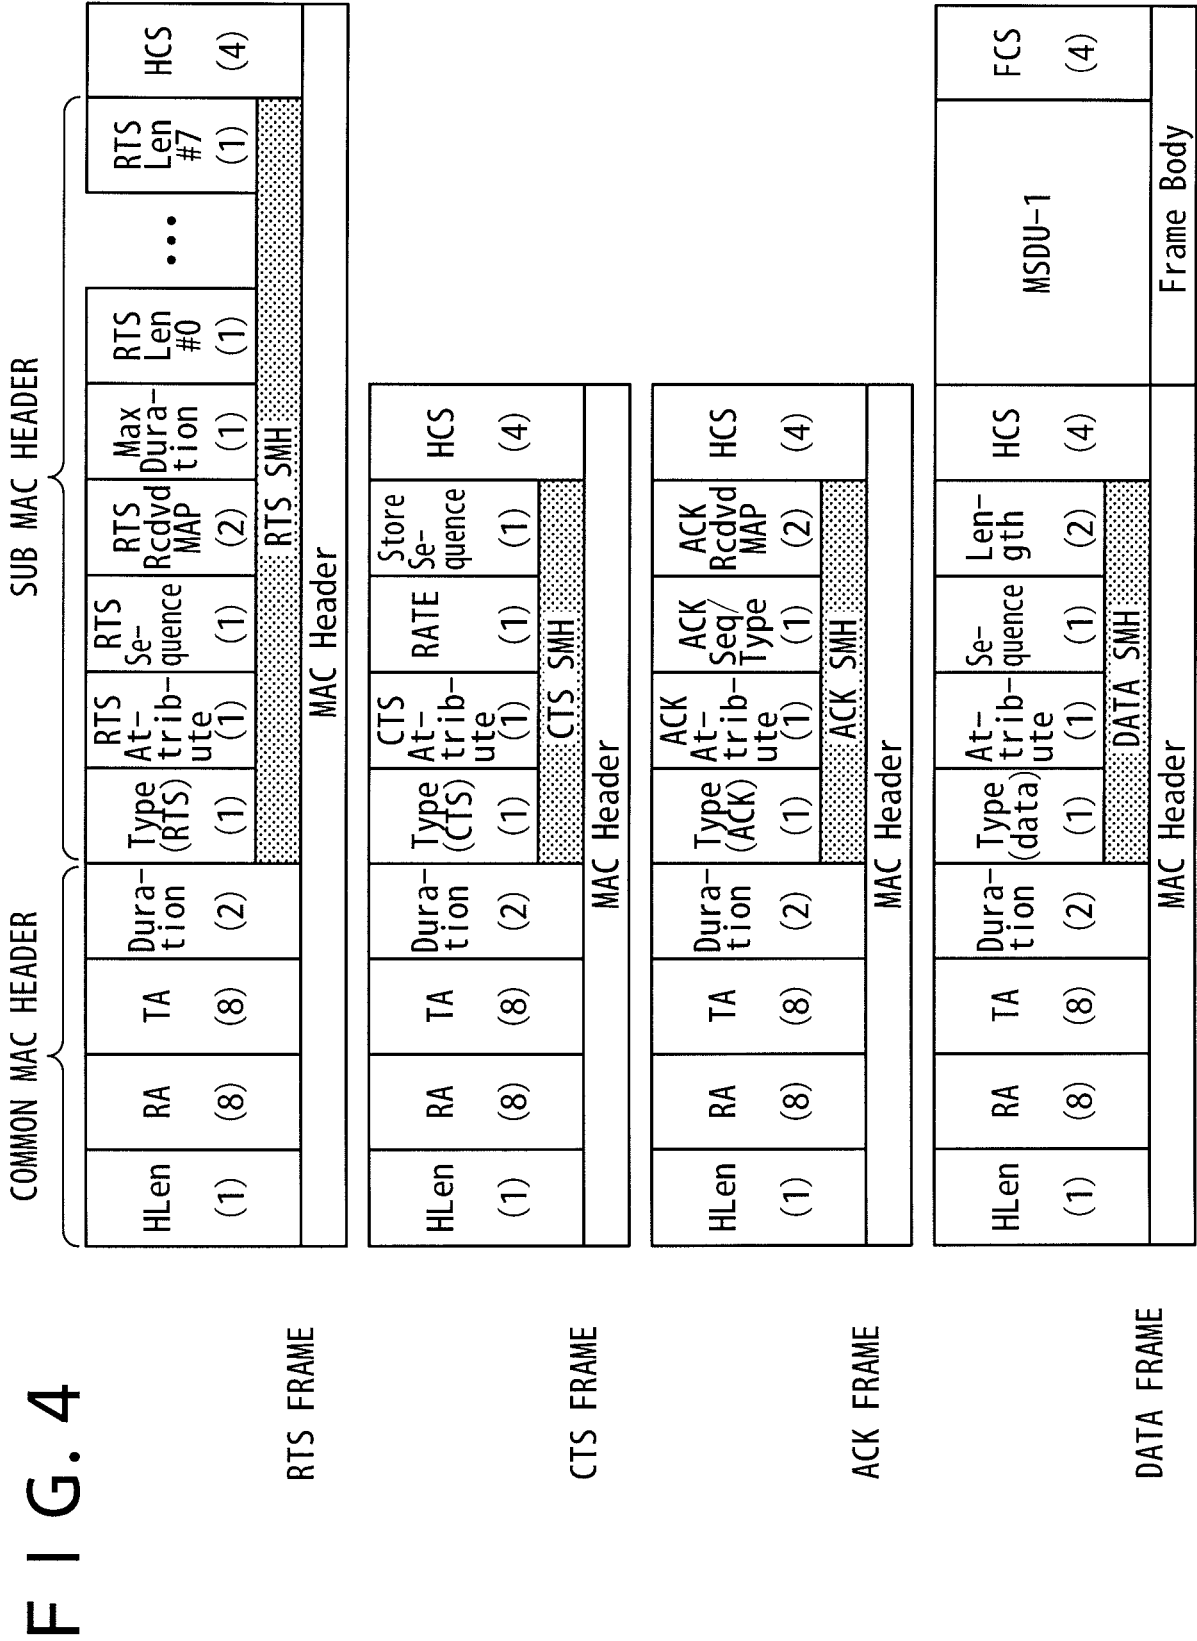 FIG. 4
COMMON MAC HEADER
SUB MAC HEADER
RTS FRAME
HLen
(1)
RA
(8)
TA
(8)
Dura-
tion
(2)
Type
(RTS)
(1)
RTS
At-
trib-
ute
(1)
RTS
Se-
quence
(1)
RTS
Rcdvd
MAP
(2)
Max
Dura-
tion
(1)
RTS
Len
#0
(1)
...
RTS
Len
#7
(1)
HCS
(4)
RTS SMH
MAC Header
CTS FRAME
HLen
(1)
RA
(8)
TA
(8)
Dura-
tion
(2)
Type
(CTS)
(1)
CTS
At-
trib-
ute
(1)
RATE
(1)
Store
Se-
quence
(1)
HCS
(4)
CTS SMH
MAC Header
ACK FRAME
HLen
(1)
RA
(8)
TA
(8)
Dura-
tion
(2)
Type
(ACK)
(1)
ACK
At-
trib-
ute
(1)
ACK
Seq/
Type
(1)
ACK
Rcdvd
MAP
(2)
HCS
(4)
ACK SMH
MAC Header
DATA FRAME
HLen
(1)
RA
(8)
TA
(8)
Dura-
tion
(2)
Type
(data)
(1)
At-
trib-
ute
(1)
Se-
quence
(1)
Len-
gth
(2)
HCS
(4)
MSDU-1
FCS
(4)
DATA SMH
MAC Header
Frame Body